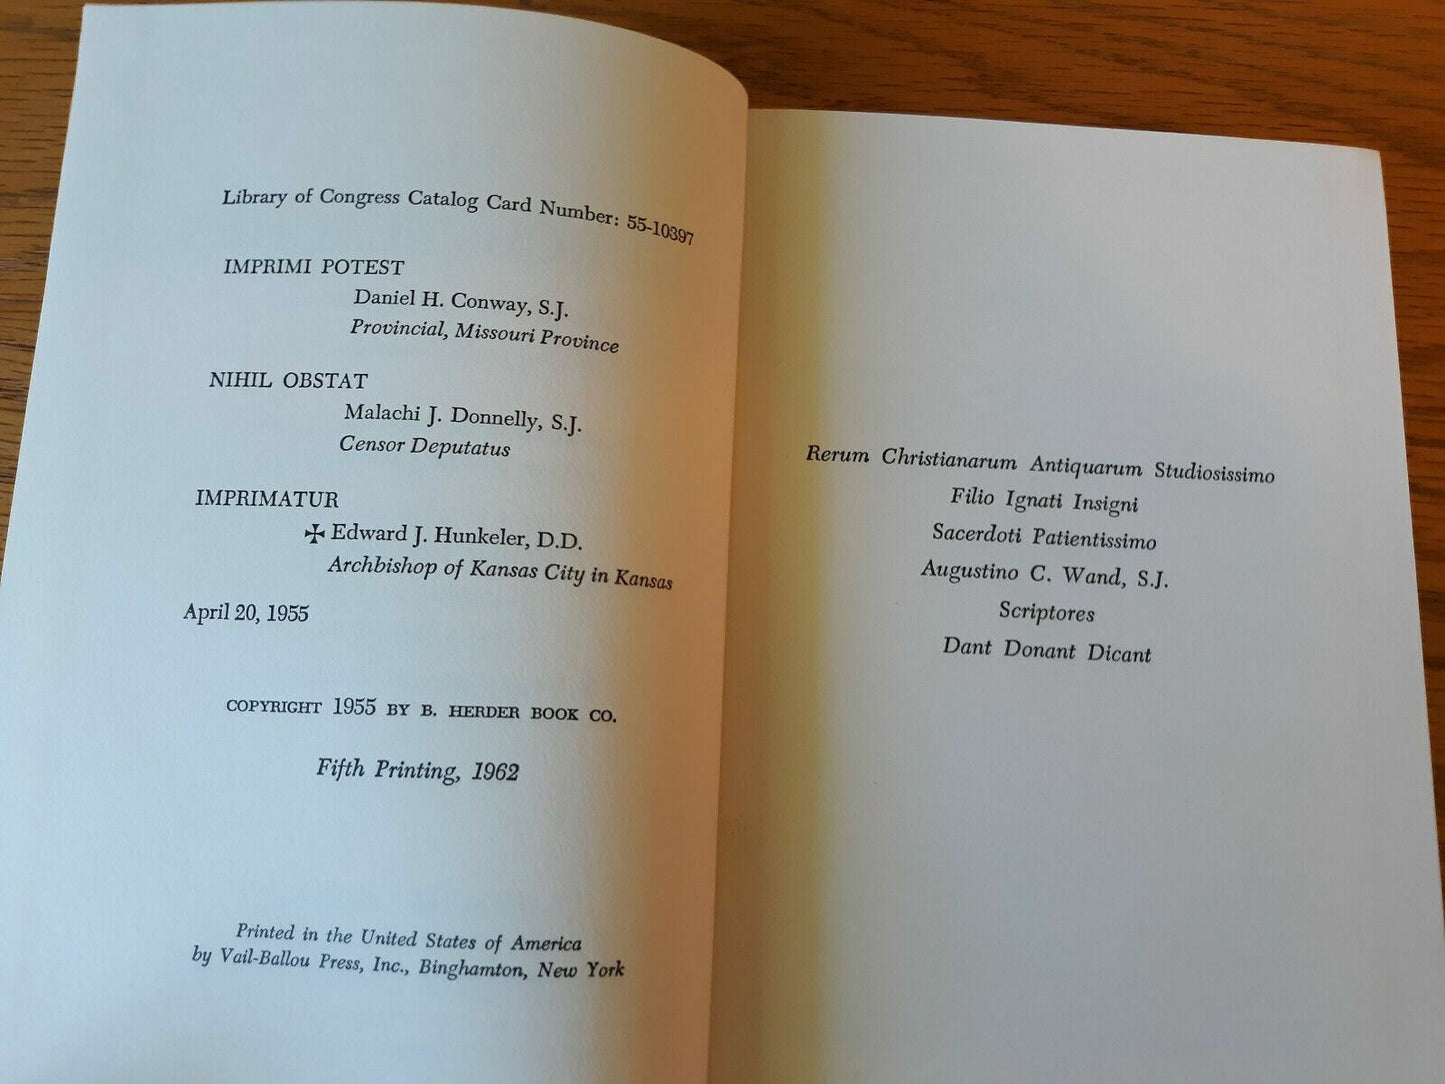 Library of Congress Catalog Card Number: 55-10397
IMPRIMI POTEST
Daniel H. Conway, S.J.
Provincial, Missouri Province
NIHIL OBSTAT
Malachi J. Donnelly, S.J.
Censor Deputatus
IMPRIMATUR
✠ Edward J. Hunkeler, D.D.
Archbishop of Kansas City in Kansas
April 20, 1955
COPYRIGHT 1955 BY B. HERDER BOOK CO.
Fifth Printing, 1962
Printed in the United States of America
by Vail-Ballou Press, Inc., Binghamton, New York
Rerum Christianarum Antiquarum Studiosissimo
Filio Ignati Insigni
Sacerdoti Patientissimo
Augustino C. Wand, S.J.
Scriptores
Dant Donant Dicant